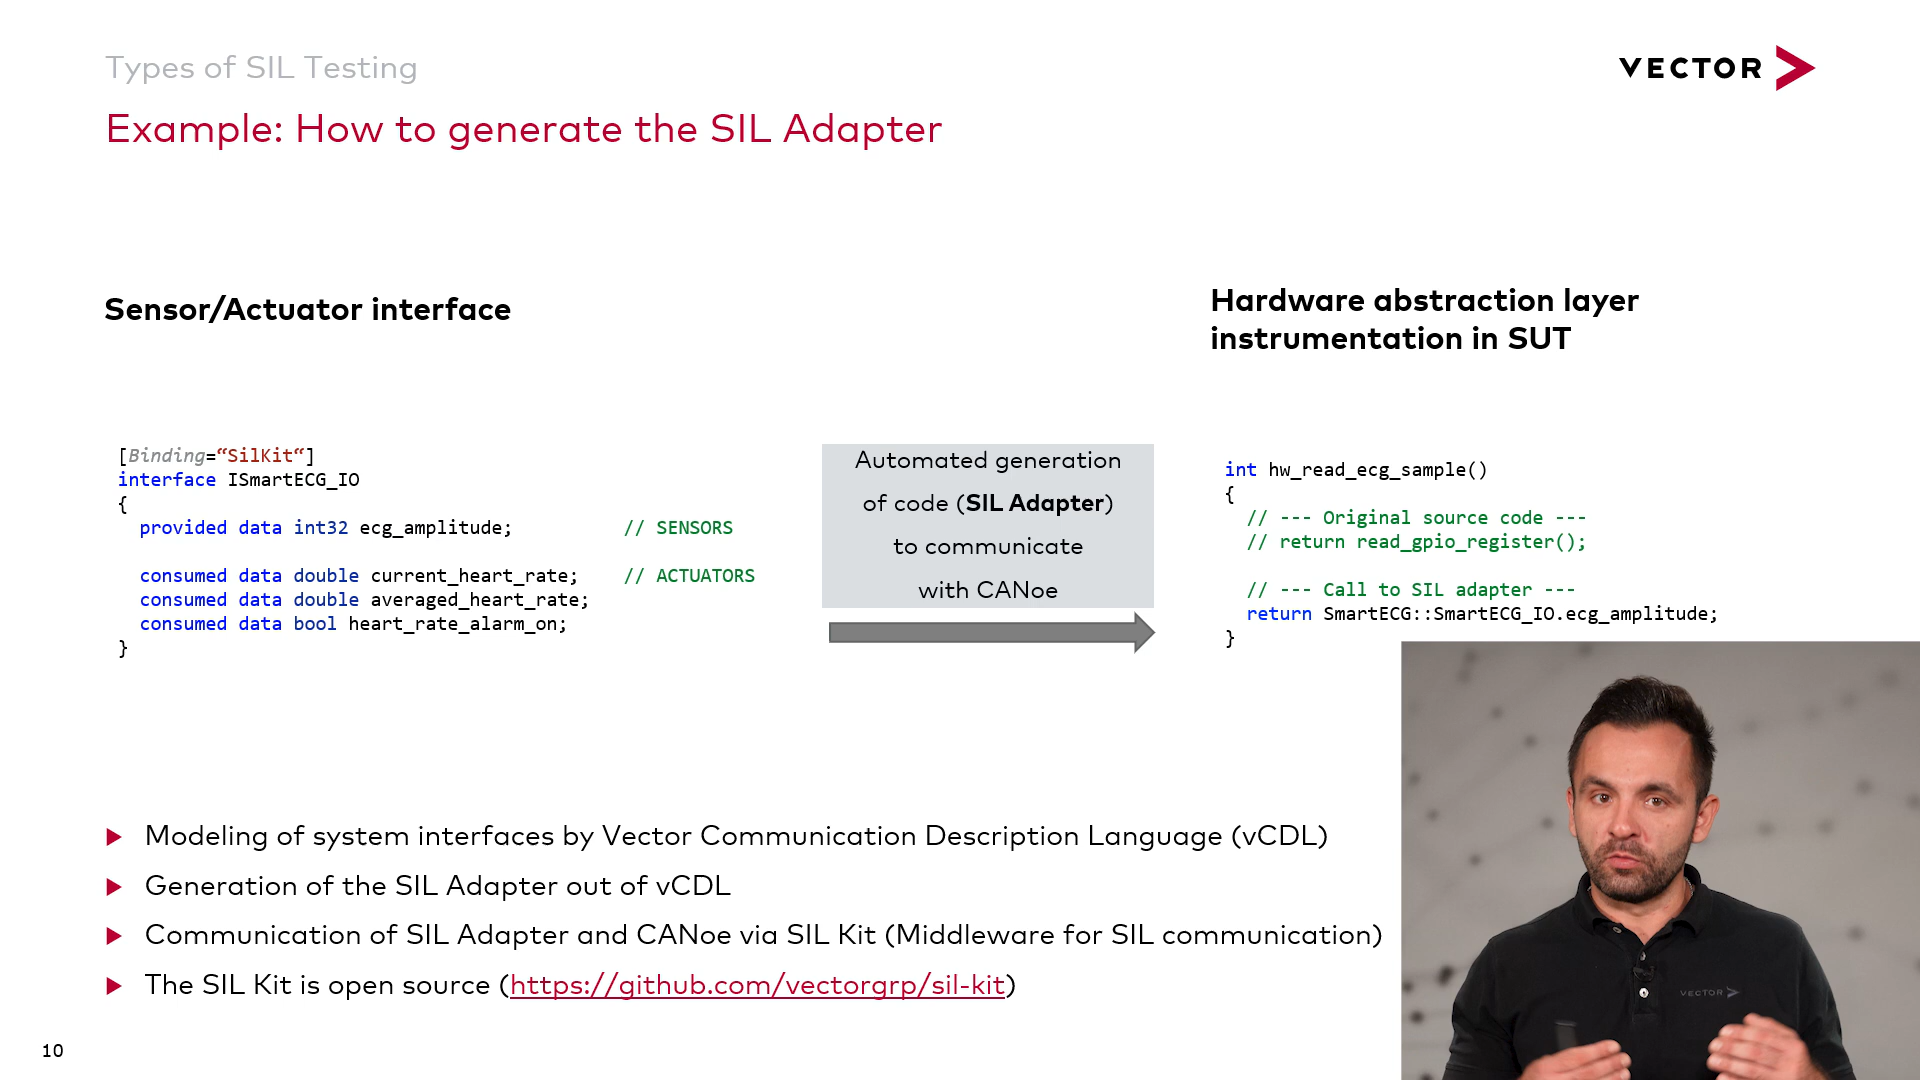 Types of SIL Testing
VECTOR
Example: How to generate the SIL Adapter
Sensor/Actuator interface
[Binding=“SilKit“]
interface ISmartECG_IO
{
provided data int32 ecg_amplitude; // SENSORS
consumed data double current_heart_rate; // ACTUATORS
consumed data double averaged_heart_rate;
consumed data bool heart_rate_alarm_on;
}
Automated generation
of code (SIL Adapter)
to communicate
with CANoe
Hardware abstraction layer
instrumentation in SUT
int hw_read_ecg_sample()
{
// --- Original source code ---
// return read_gpio_register();
// --- Call to SIL adapter ---
return SmartECG::SmartECG_IO.ecg_amplitude;
}
Modeling of system interfaces by Vector Communication Description Language (vCDL)
Generation of the SIL Adapter out of vCDL
Communication of SIL Adapter and CANoe via SIL Kit (Middleware for SIL communication)
The SIL Kit is open source (https://github.com/vectorgrp/sil-kit)
VECTOR
10